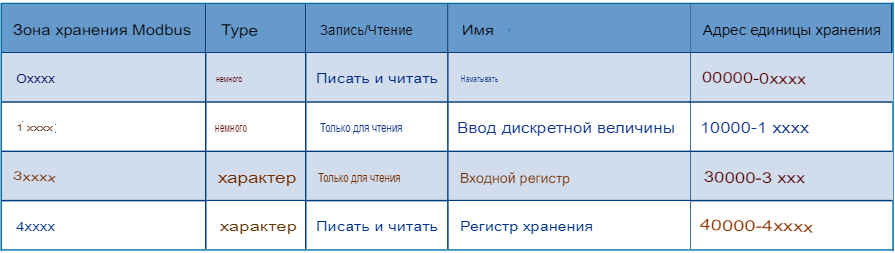 Зона хранения Modbus Type Запись/Чтение Имя Адрес единицы хранения
0xxxx немного Писать и читать Наматывать 00000-0xxxx
1 xxxx; немного Только для чтения Ввод дискретной величины 10000-1 xxxx
3xxxx характер Только для чтения Входной регистр 30000-3 xxx
4xxxx характер Писать и читать Регистр хранения 40000-4xxxx